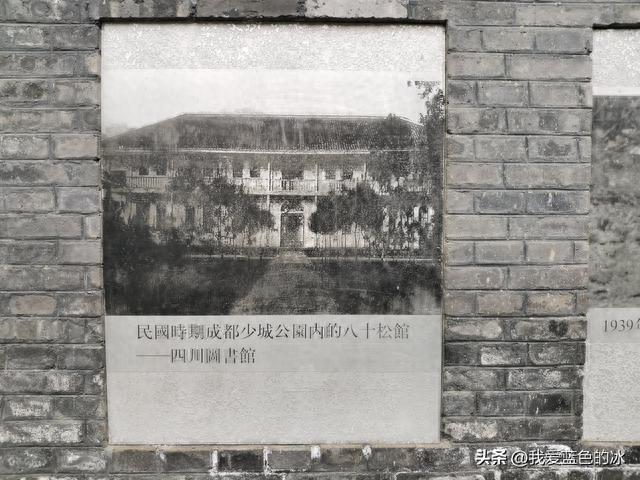 民國時期成都少城公園内的八十松館
——四川圖書館
1939
头条 @我爱蓝色的冰